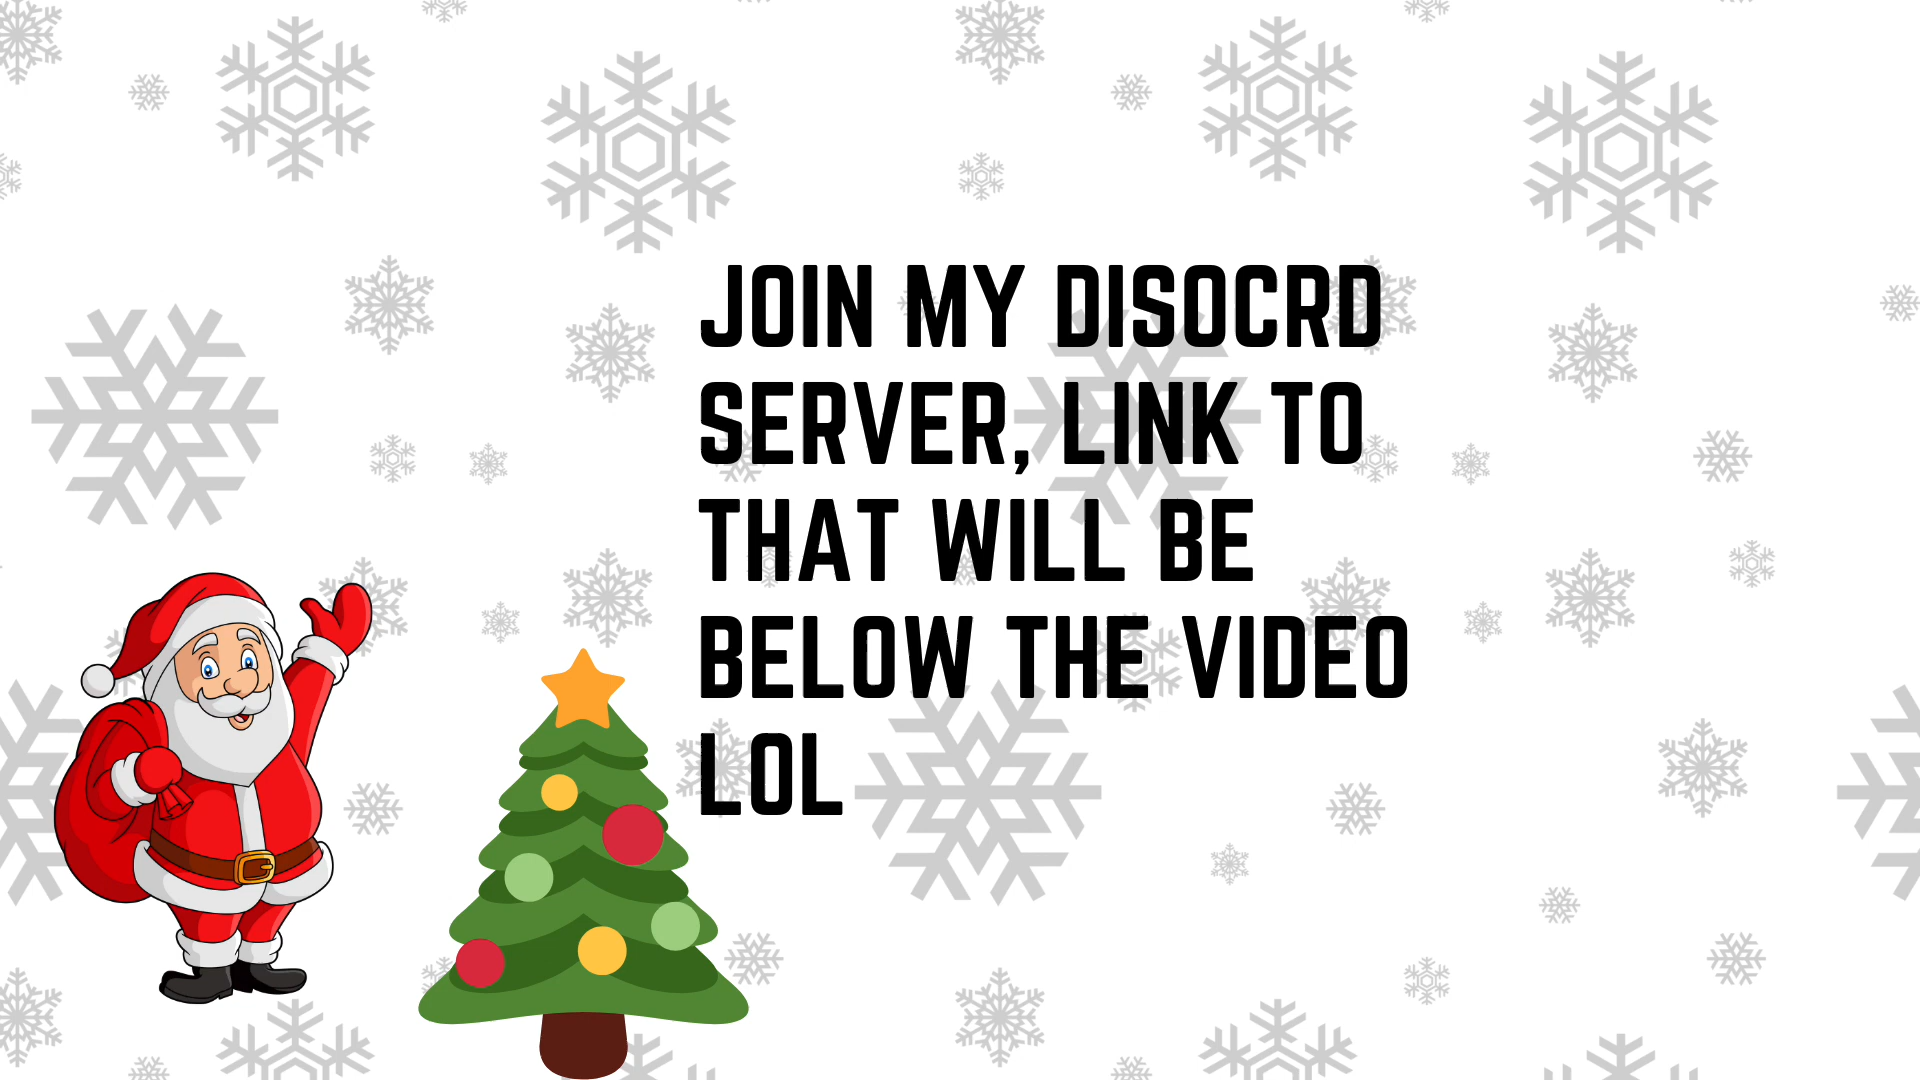 JOIN MY DISOCRD
SERVER, LINK TO
THAT WILL BE
BELOW THE VIDEO
LOL